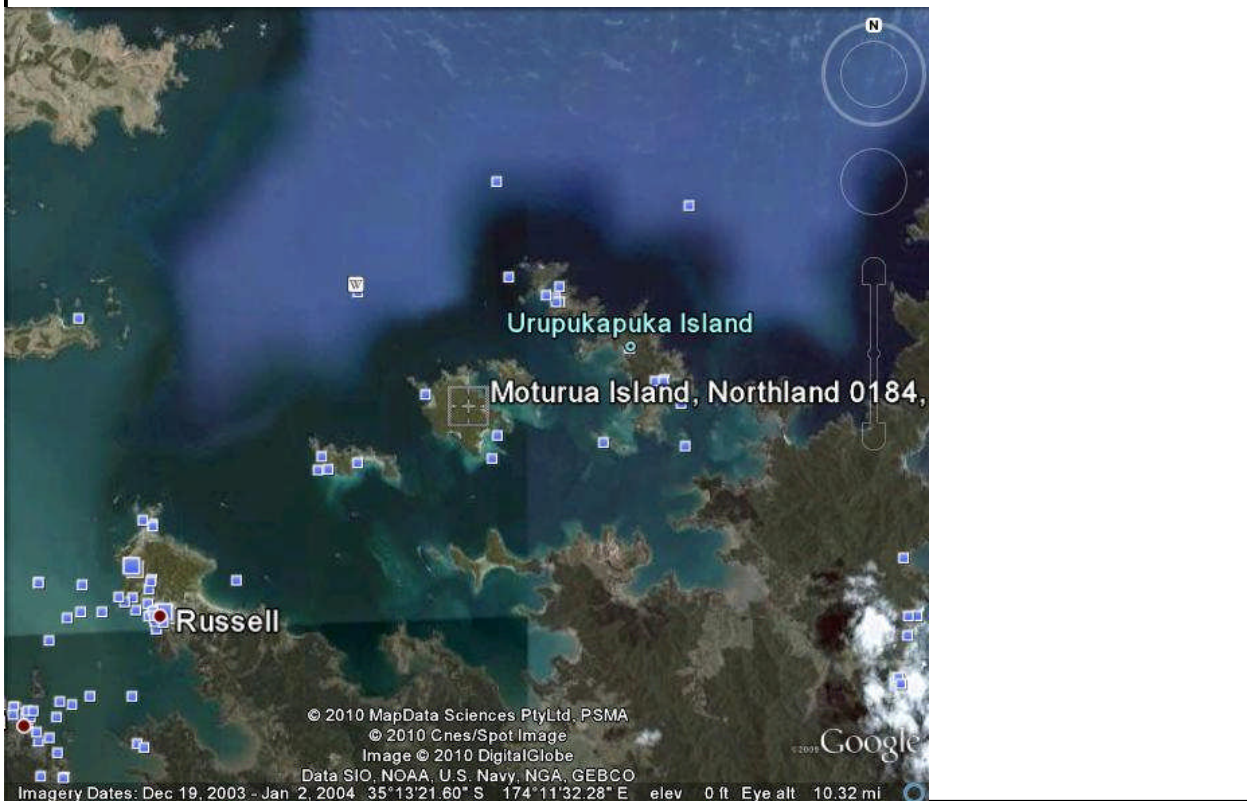 N
W
Urupukapuka Island
Moturua Island, Northland 0184,
Russell
© 2010 MapData Sciences PtyLtd, PSMA
© 2010 Cnes/Spot Image
Image © 2010 DigitalGlobe
Data SIO, NOAA, U.S. Navy, NGA, GEBCO
©2009 Google
Imagery Dates: Dec 19, 2003 - Jan 2, 2004 35°13'21.60" S 174°11'32.28" E elev 0 ft Eye alt 10.32 mi